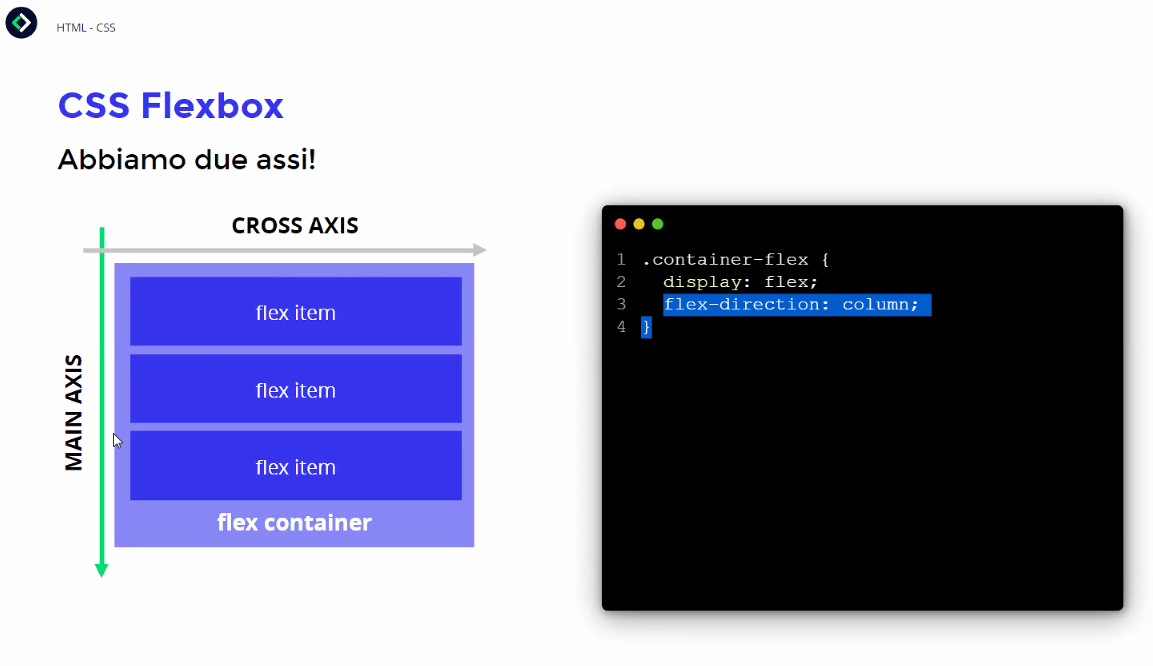 HTML - CSS
CSS Flexbox
Abbiamo due assi!
CROSS AXIS
MAIN AXIS
flex item
flex item
flex item
flex container
1 .container-flex {
2   display: flex;
3   flex-direction: column;
4 }